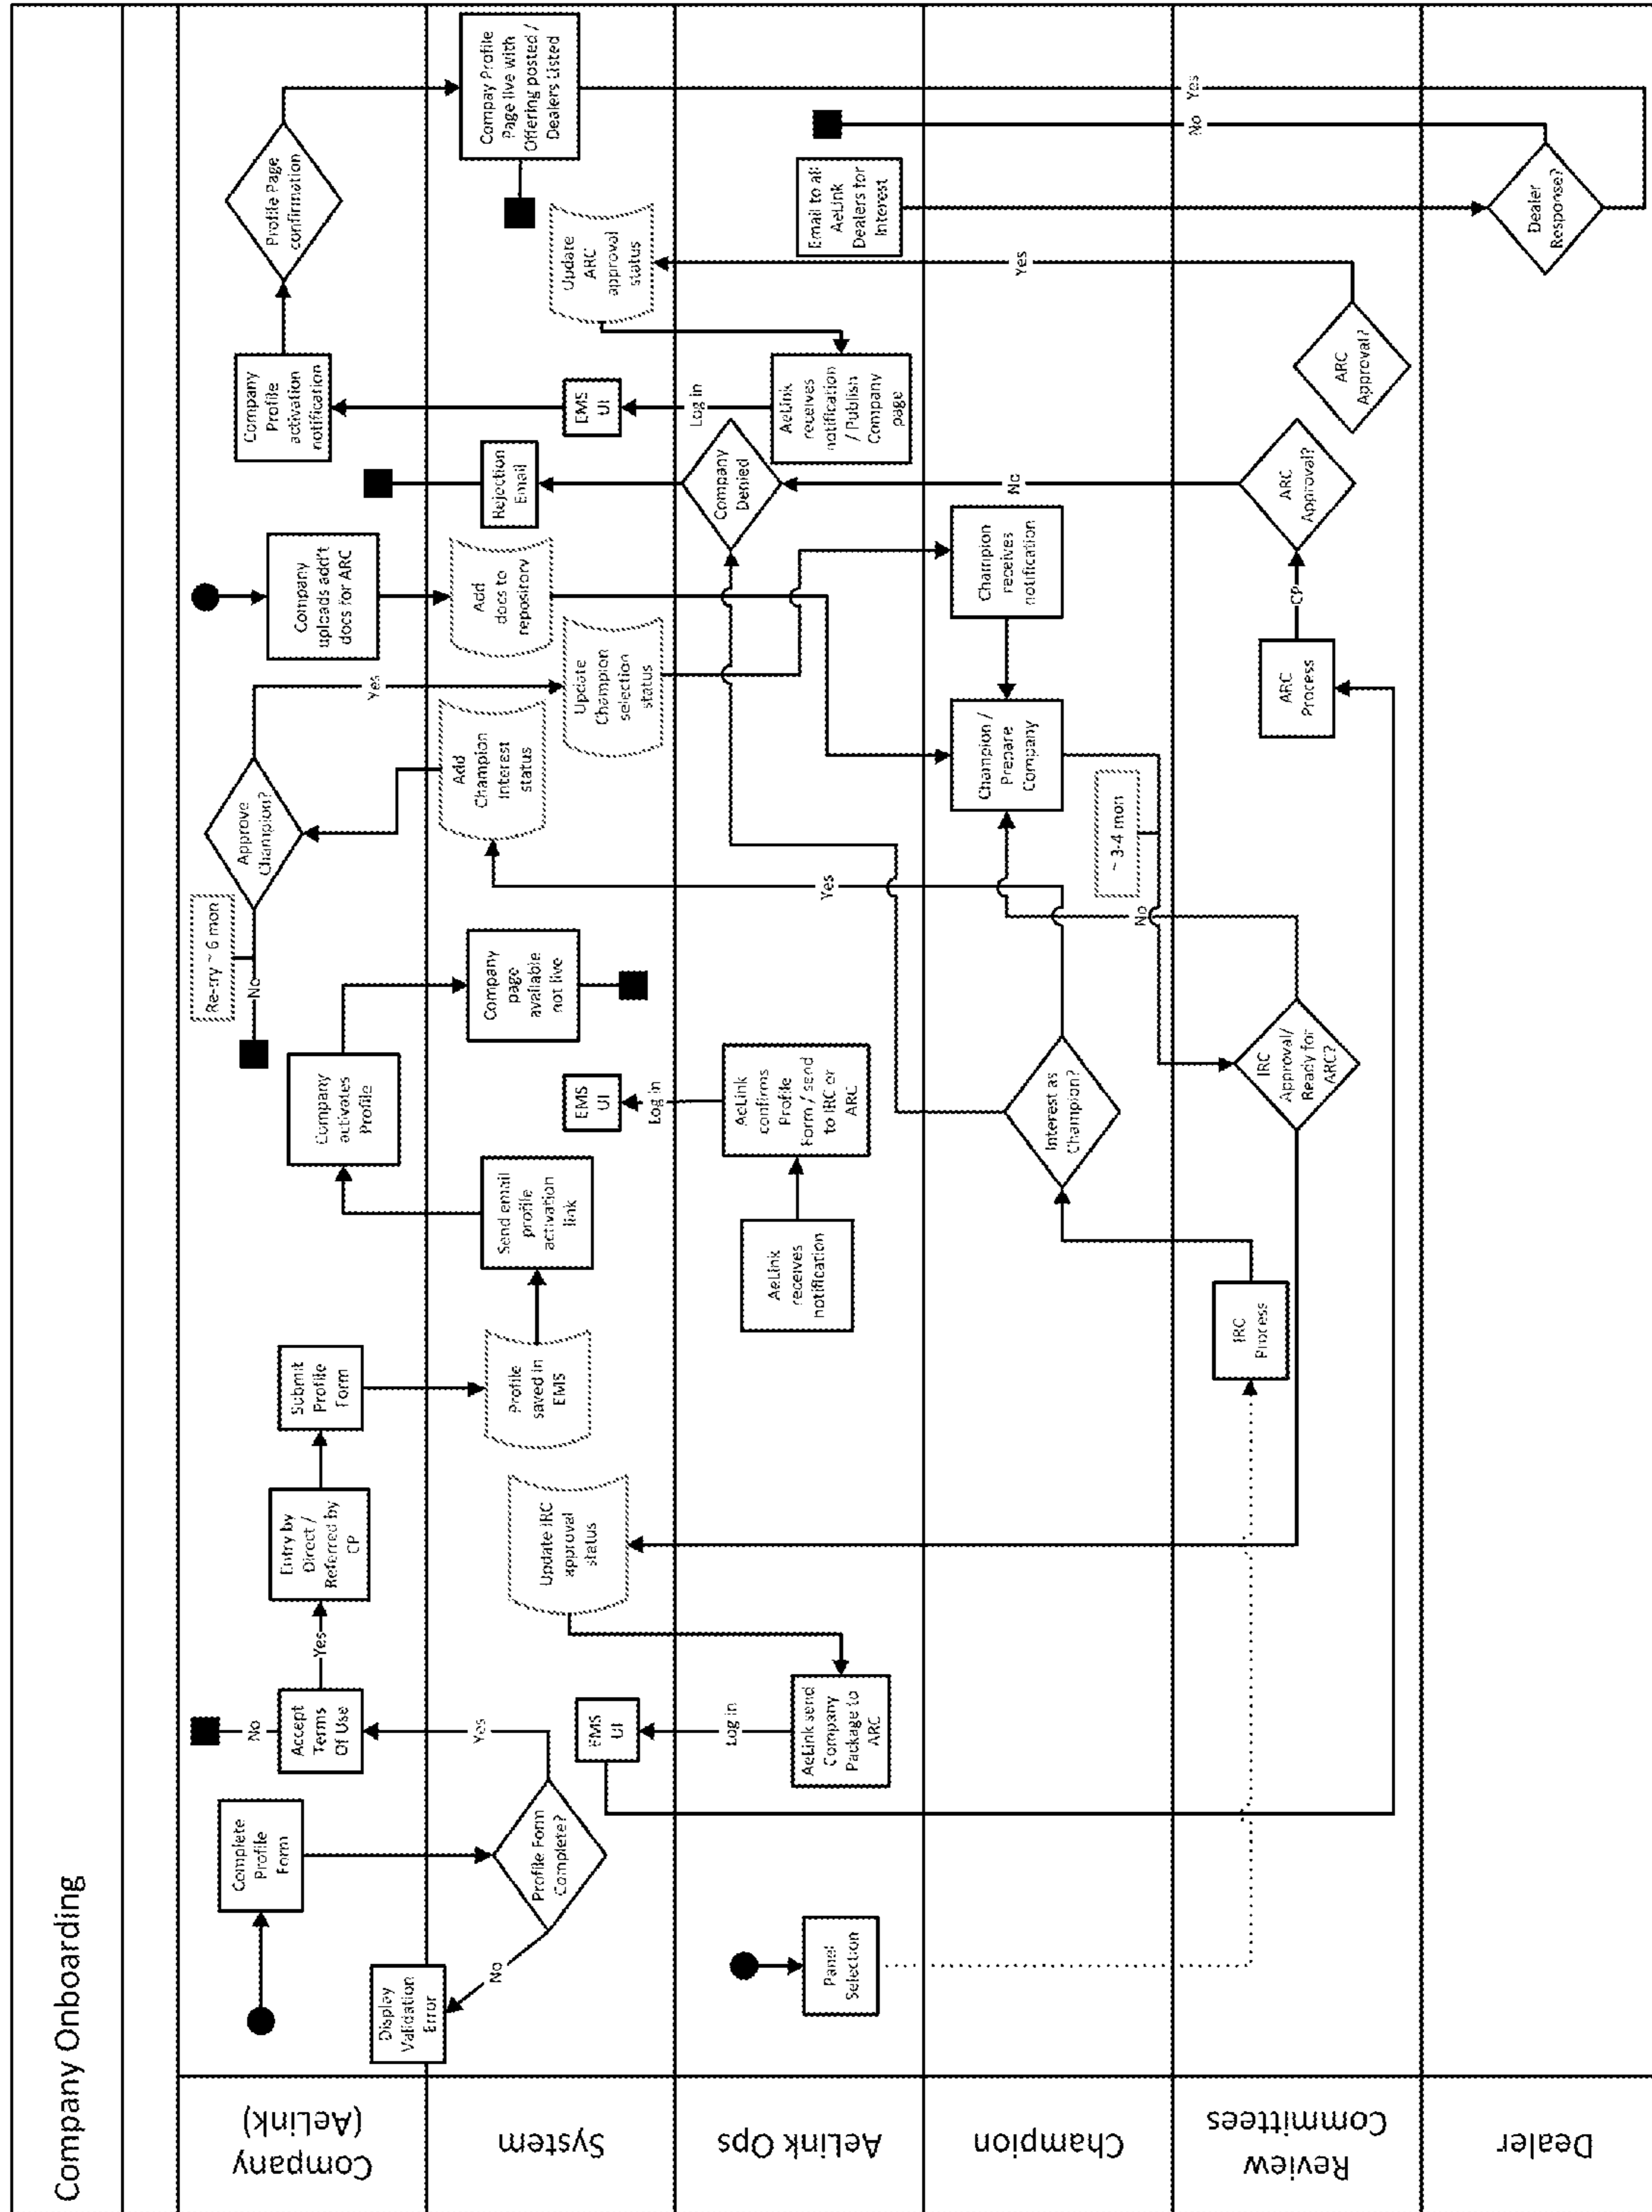 Company Onboarding
Company
(AeLink)
Complete
Profile
Form
Display
Validation
Error
No
Accept
Terms
Of Use
Yes
Entry by
Direct /
Referred by
CP
Submit
Profile
Form
Company
activates
Profile
No
Re-try ~ 6 mon
Approve
Champion?
Yes
Company
uploads add't
docs for ARC
Company
Profile
activation
notification
Profile Page
confirmation
System
No
Profile Form
Complete?
Yes
EMS
UI
Update IRC
approval
status
Profile
saved in
EMS
Send email
profile
activation
link
EMS
UI
Company
page
available
not live
Add
Champion
Interest
status
Update
Champion
selection
status
Add
docs to
repository
Rejection
Email
EMS
UI
Update
ARC
approval
status
Compay Profile
Page live with
Offering posted /
Dealers Listed
AeLink Ops
Panel
Selection
Log in
AeLink send
Company
Package to
ARC
AeLink
receives
notification
Log in
AeLink
confirms
Profile
Form / send
to IRC or
ARC
Yes
Company
Denied
Log in
AeLink
receives
notification
/ Publish
Company
page
Email to all
AeLink
Dealers for
Interest
Champion
Interest as
Champion?
Champion /
Prepare
Company
~ 3-4 mon
No
Champion
receives
notification
No
Yes
Review
Committees
IRC
Process
IRC
Approval/
Ready for
ARC?
ARC
Process
CP
ARC
Approval?
ARC
Approval?
No
Yes
Dealer
Dealer
Response?